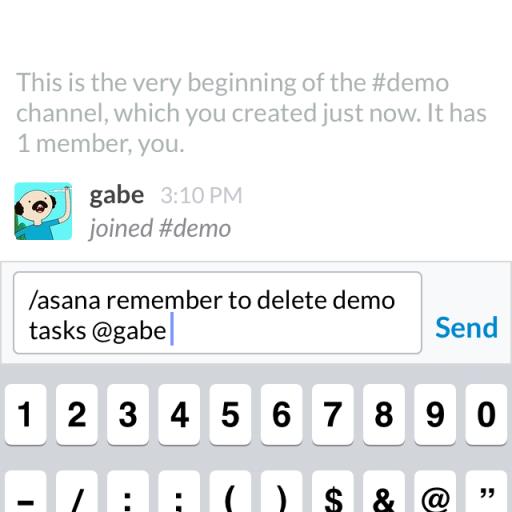 This is the very beginning of the #demo
channel, which you created just now. It has
1 member, you.
gabe 3:10 PM
joined #demo
/asana remember to delete demo
tasks @gabe
Send
1 2 3 4 5 6 7 8 9 0
- / : ; ( ) $ & @ ”